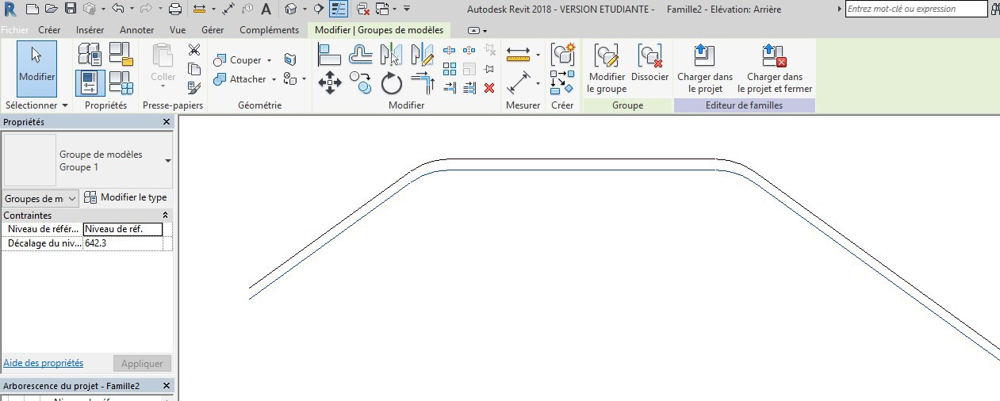 Autodesk Revit 2018 - VERSION ETUDIANTE - Famille2 - Elévation: Arrière
Entrez mot-clé ou expression
Fichier Créer Insérer Annoter Vue Gérer Compléments Modifier | Groupes de modèles
Modifier
Coller
Couper
Attacher
Modifier le groupe
Dissocier
Charger dans le projet
Charger dans le projet et fermer
Sélectionner Propriétés Presse-papiers Géométrie Modifier Mesurer Créer Groupe Editeur de familles
Propriétés
Groupe de modèles
Groupe 1
Groupes de m Modifier le type
Contraintes
Niveau de référ... Niveau de réf.
Décalage du niv... 642.3
Aide des propriétés Appliquer
Arborescence du projet - Famille2